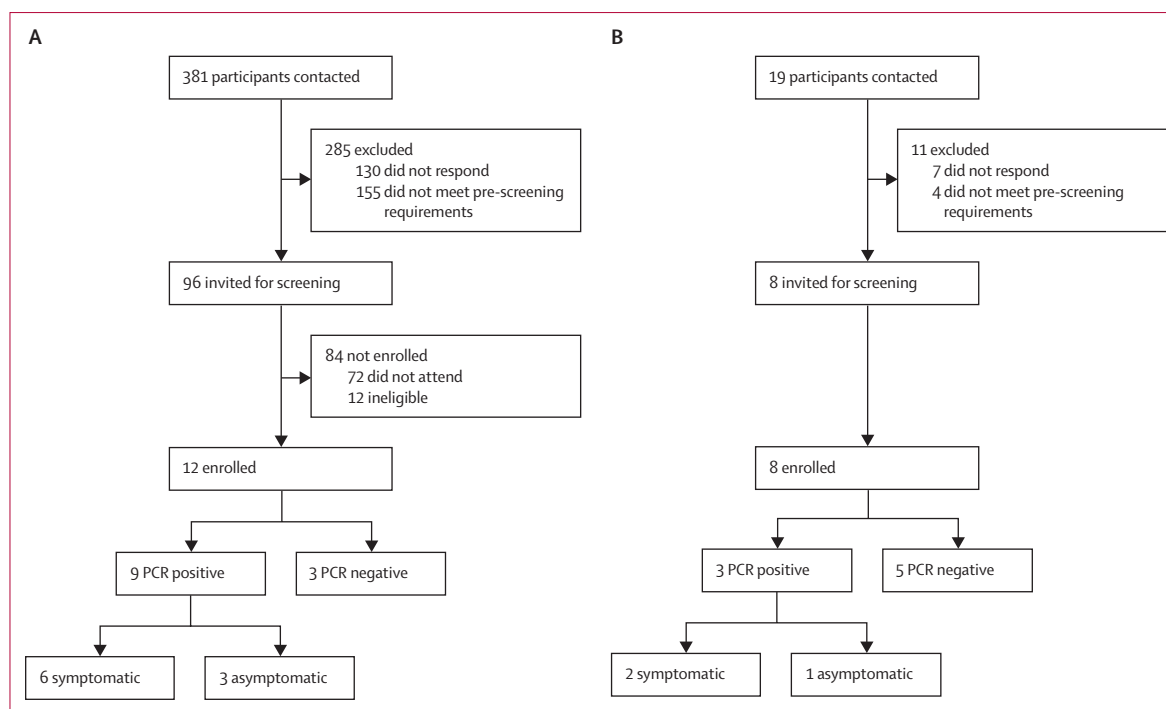 A
381 participants contacted
285 excluded
130 did not respond
155 did not meet pre-screening
requirements
96 invited for screening
84 not enrolled
72 did not attend
12 ineligible
12 enrolled
9 PCR positive
3 PCR negative
6 symptomatic
3 asymptomatic
B
19 participants contacted
11 excluded
7 did not respond
4 did not meet pre-screening
requirements
8 invited for screening
8 enrolled
3 PCR positive
5 PCR negative
2 symptomatic
1 asymptomatic